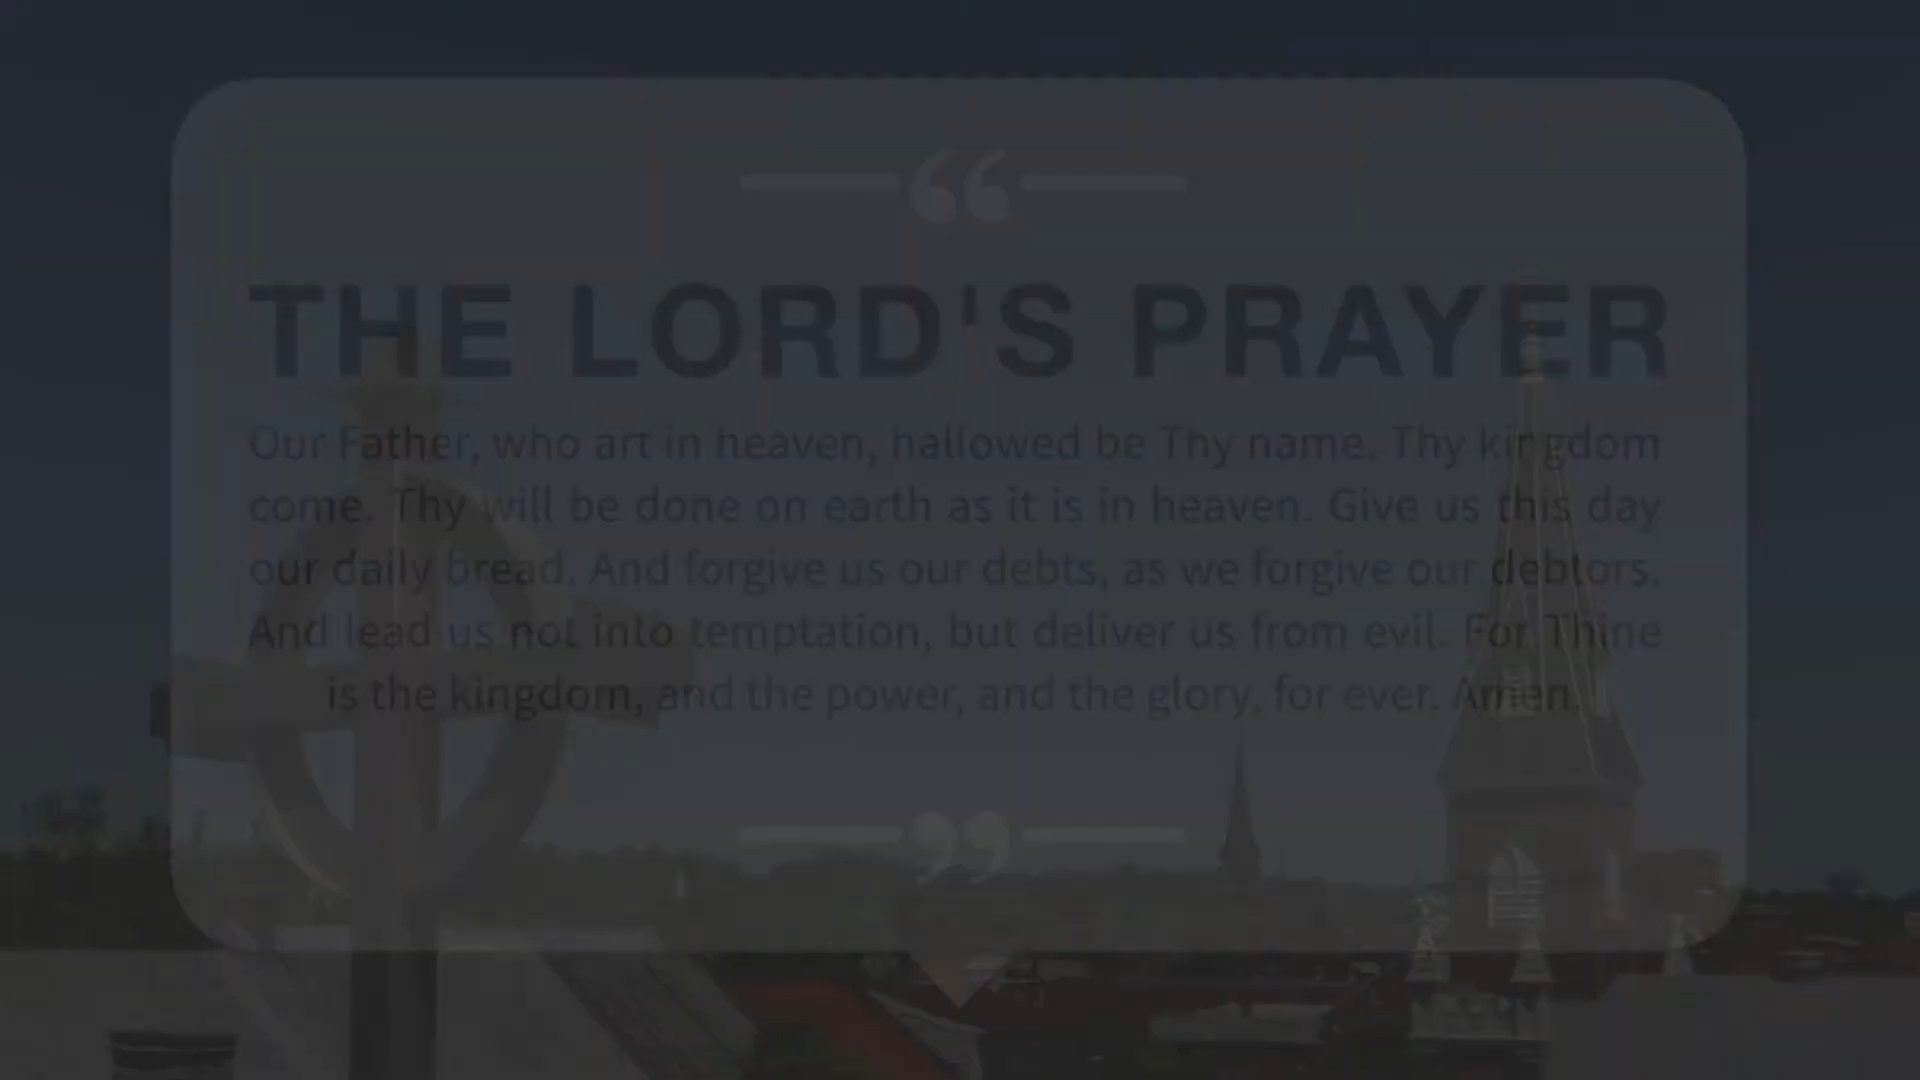 “
THE LORD'S PRAYER
Our Father, who art in heaven, hallowed be Thy name. Thy kingdom
come. Thy will be done on earth as it is in heaven. Give us this day
our daily bread. And forgive us our debts, as we forgive our debtors.
And lead us not into temptation, but deliver us from evil. For Thine
is the kingdom, and the power, and the glory, for ever. Amen.
”